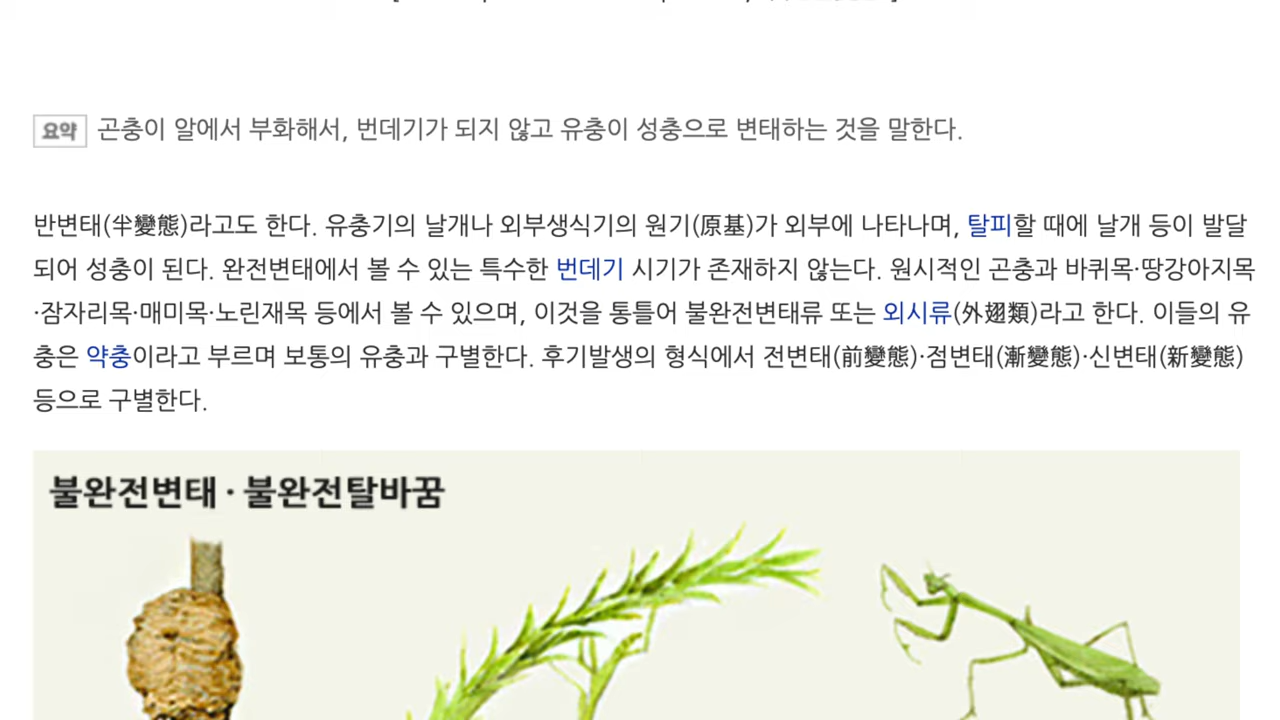 요약 곤충이 알에서 부화해서, 번데기가 되지 않고 유충이 성충으로 변태하는 것을 말한다.
반변태(半變態)라고도 한다. 유충기의 날개나 외부생식기의 원기(原基)가 외부에 나타나며, 탈피할 때에 날개 등이 발달
되어 성충이 된다. 완전변태에서 볼 수 있는 특수한 번데기 시기가 존재하지 않는다. 원시적인 곤충과 바퀴목·땅강아지목
·잠자리목·매미목·노린재목 등에서 볼 수 있으며, 이것을 통틀어 불완전변태류 또는 외시류(外翅類)라고 한다. 이들의 유
충은 약충이라고 부르며 보통의 유충과 구별한다. 후기발생의 형식에서 전변태(前變態)·점변태(漸變態)·신변태(新變態)
등으로 구별한다.
불완전변태 · 불완전탈바꿈